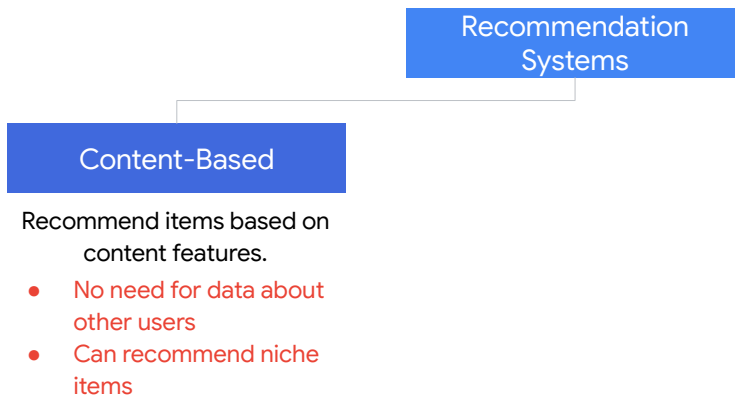 Recommendation
Systems
Content-Based
Recommend items based on
content features.
● No need for data about
other users
● Can recommend niche
items